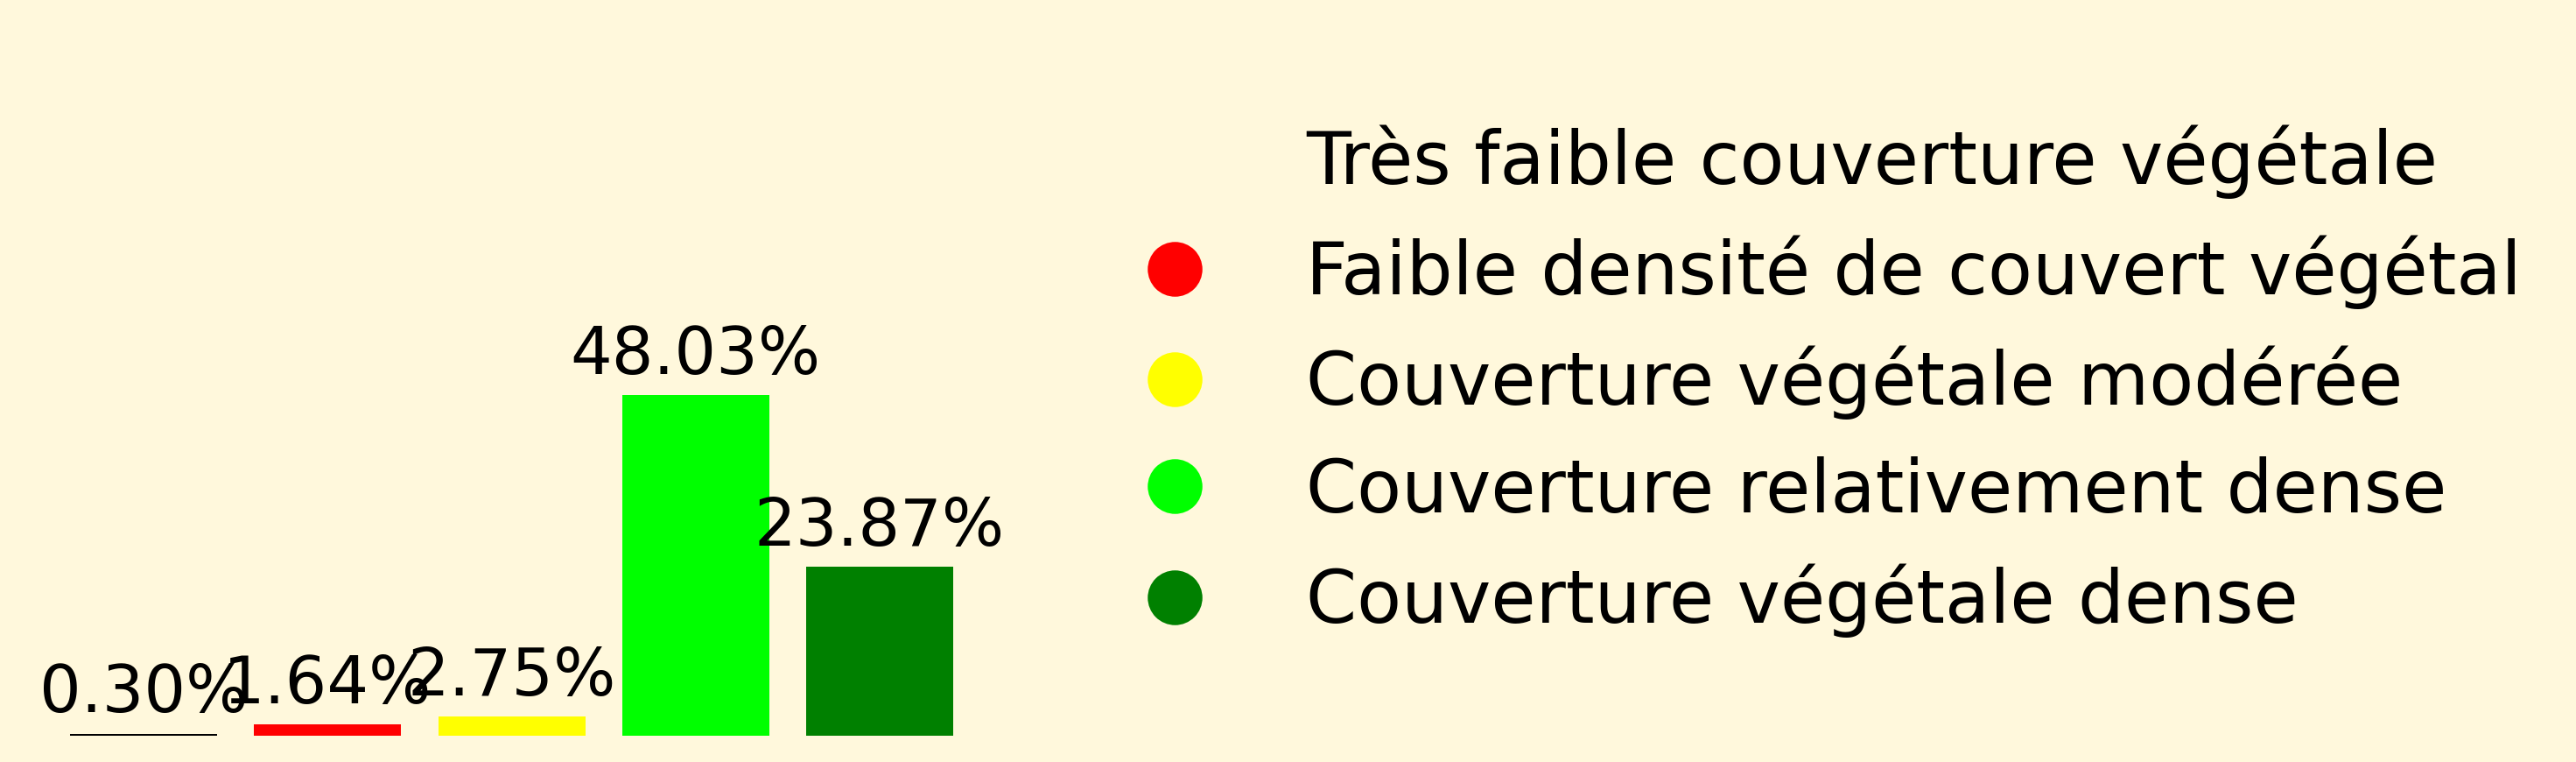 48.03%
23.87%
0.30%
1.64%
2.75%
Très faible couverture végétale
Faible densité de couvert végétal
Couverture végétale modérée
Couverture relativement dense
Couverture végétale dense